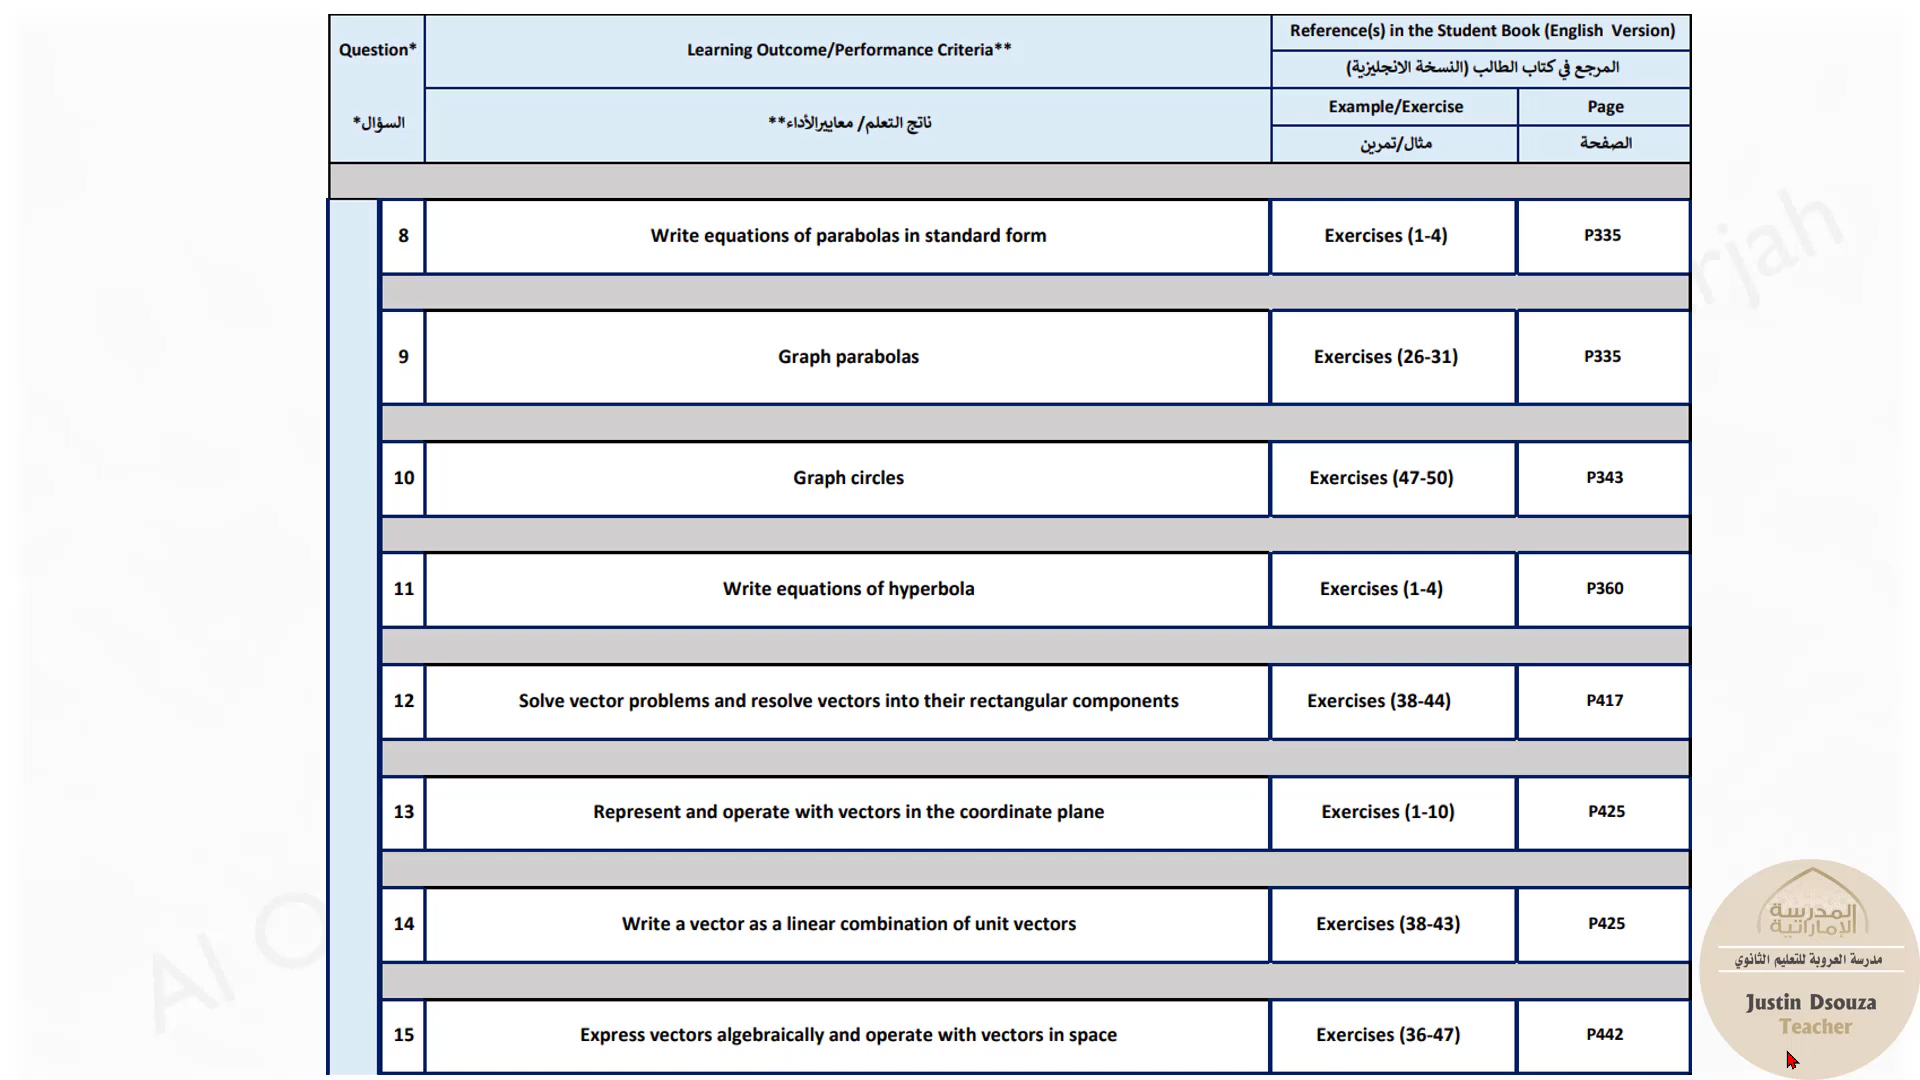 Question*
السؤال*
Learning Outcome/Performance Criteria**
ناتج التعلم/ معاييرالأداء**
Reference(s) in the Student Book (English Version)
المرجع في كتاب الطالب (النسخة الانجليزية)
Example/Exercise
Page
مثال/تمرين
الصفحة
8 Write equations of parabolas in standard form Exercises (1-4) P335
9 Graph parabolas Exercises (26-31) P335
10 Graph circles Exercises (47-50) P343
11 Write equations of hyperbola Exercises (1-4) P360
12 Solve vector problems and resolve vectors into their rectangular components Exercises (38-44) P417
13 Represent and operate with vectors in the coordinate plane Exercises (1-10) P425
14 Write a vector as a linear combination of unit vectors Exercises (38-43) P425
15 Express vectors algebraically and operate with vectors in space Exercises (36-47) P442
المدرسة
الإماراتية
مدرسة العروبة للتعليم الثانوي
Justin Dsouza
Teacher
Al O
rjah